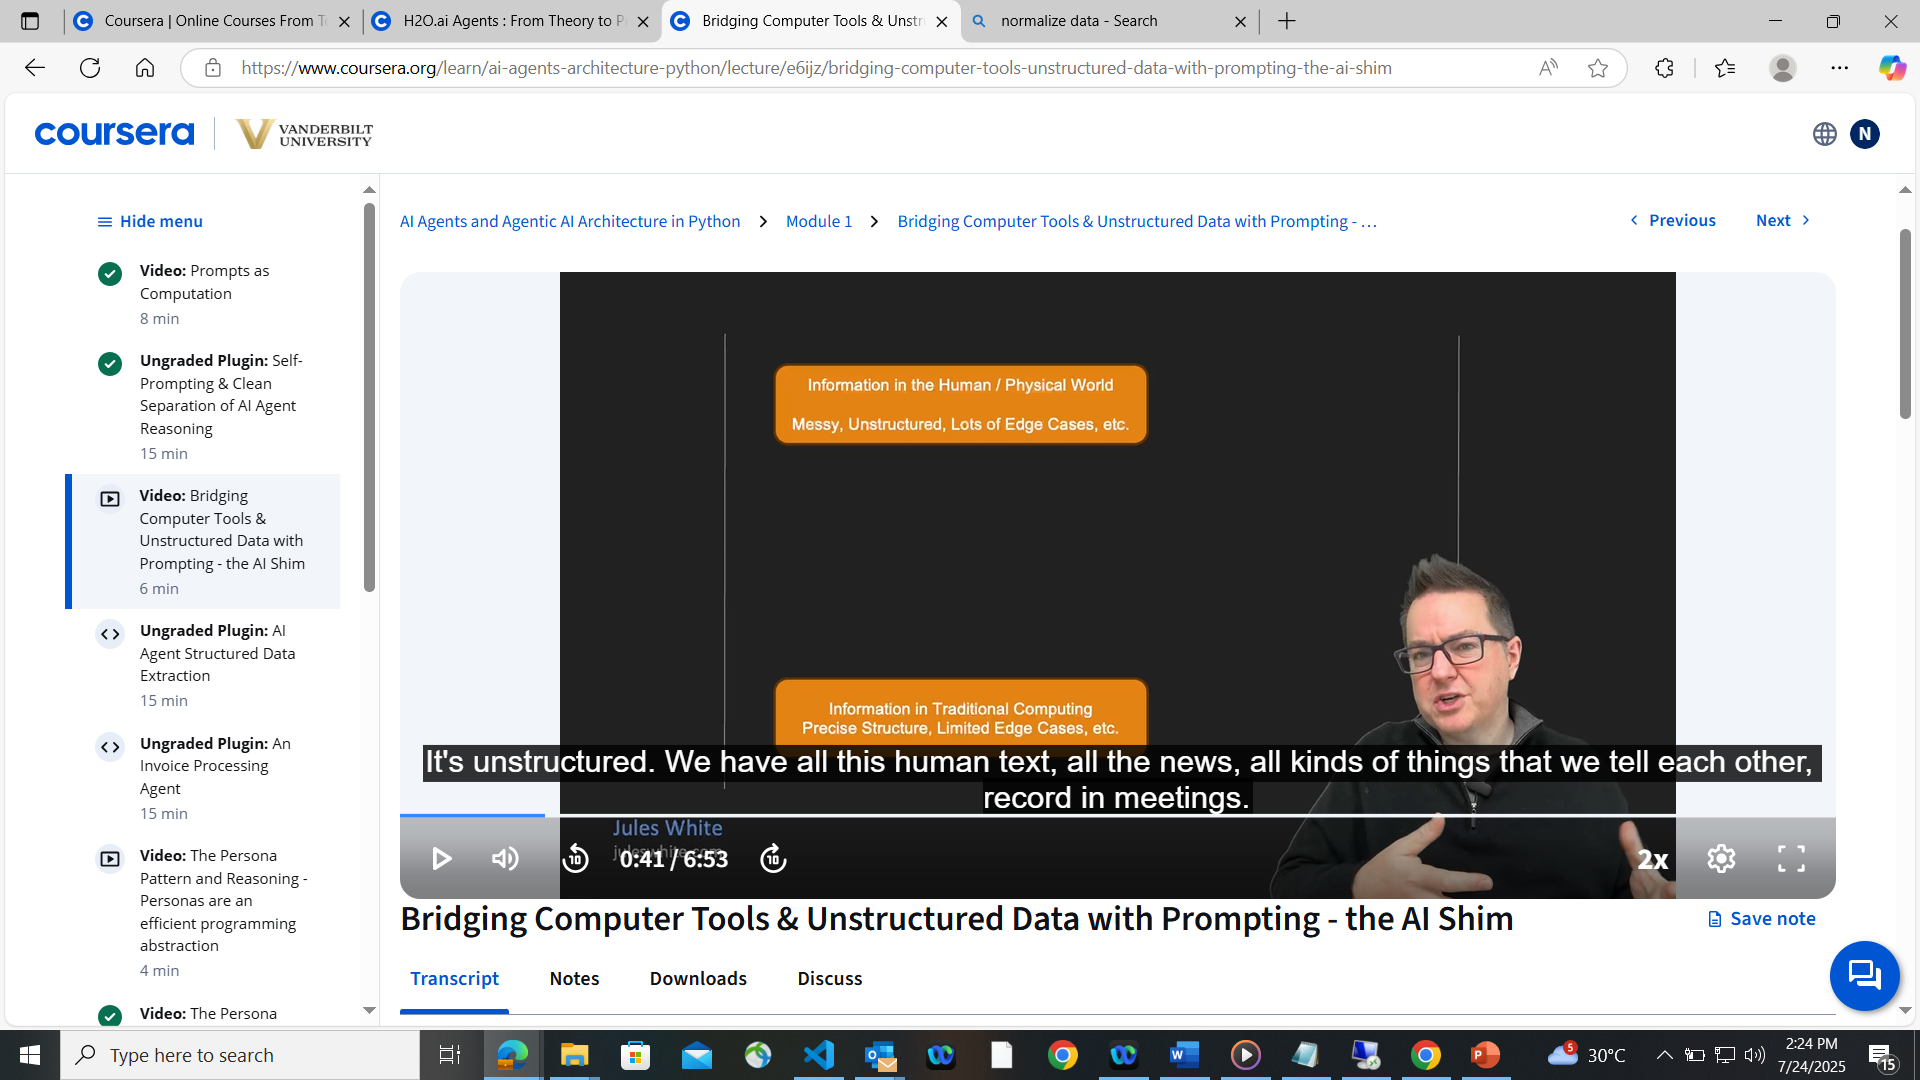 Coursera | Online Courses From To
H2O.ai Agents : From Theory to P
Bridging Computer Tools & Unstru
normalize data - Search
https://www.coursera.org/learn/ai-agents-architecture-python/lecture/e6ijz/bridging-computer-tools-unstructured-data-with-prompting-the-ai-shim
coursera
VANDERBILT
UNIVERSITY
N
Hide menu
Video: Prompts as
Computation
8 min
Ungraded Plugin: Self-
Prompting & Clean
Separation of AI Agent
Reasoning
15 min
Video: Bridging
Computer Tools &
Unstructured Data with
Prompting - the AI Shim
6 min
Ungraded Plugin: AI
Agent Structured Data
Extraction
15 min
Ungraded Plugin: An
Invoice Processing
Agent
15 min
Video: The Persona
Pattern and Reasoning -
Personas are an
efficient programming
abstraction
4 min
Video: The Persona
AI Agents and Agentic AI Architecture in Python
Module 1
Bridging Computer Tools & Unstructured Data with Prompting - …
Previous
Next
Information in the Human / Physical World
Messy, Unstructured, Lots of Edge Cases, etc.
Information in Traditional Computing
Precise Structure, Limited Edge Cases, etc.
It's unstructured. We have all this human text, all the news, all kinds of things that we tell each other,
record in meetings.
Jules White
juleswhite.com
10
0:41 / 6:53
10
2x
Bridging Computer Tools & Unstructured Data with Prompting - the AI Shim
Save note
Transcript
Notes
Downloads
Discuss
Type here to search
5
30°C
2:24 PM
7/24/2025
15